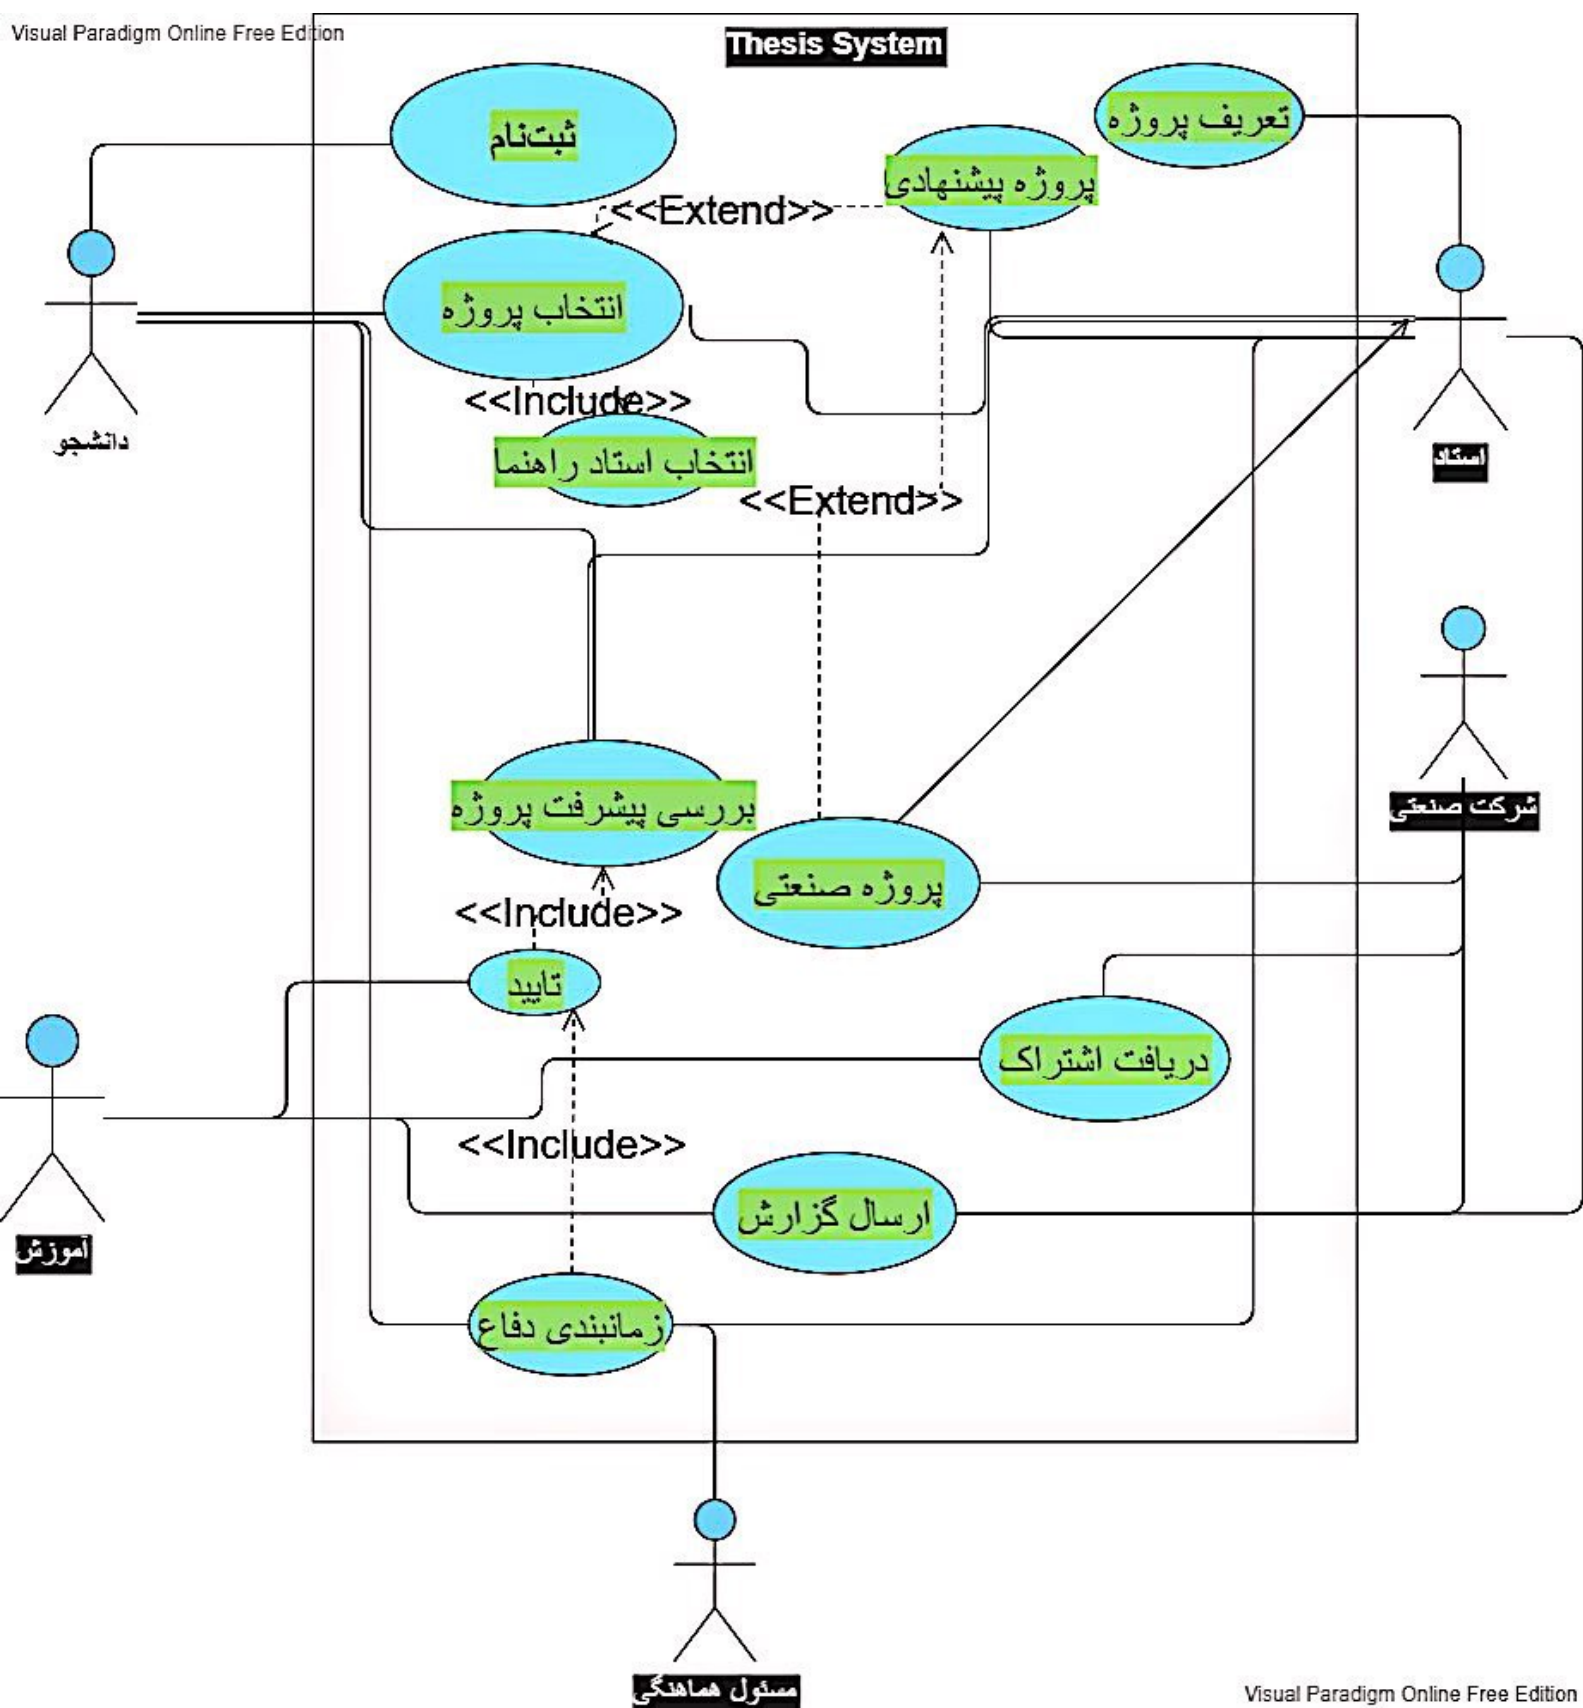 Visual Paradigm Online Free Edition
Thesis System
تعریف پروژه
ثبت‌نام
پروژه پیشنهادی
<<Extend>>
انتخاب پروژه
<<Include>>
دانشجو
انتخاب استاد راهنما
استاد
<<Extend>>
بررسی پیشرفت پروژه
شرکت صنعتی
پروژه صنعتی
<<Include>>
تایید
دریافت اشتراک
<<Include>>
ارسال گزارش
آموزش
زمانبندی دفاع
مسئول هماهنگی
Visual Paradigm Online Free Edition